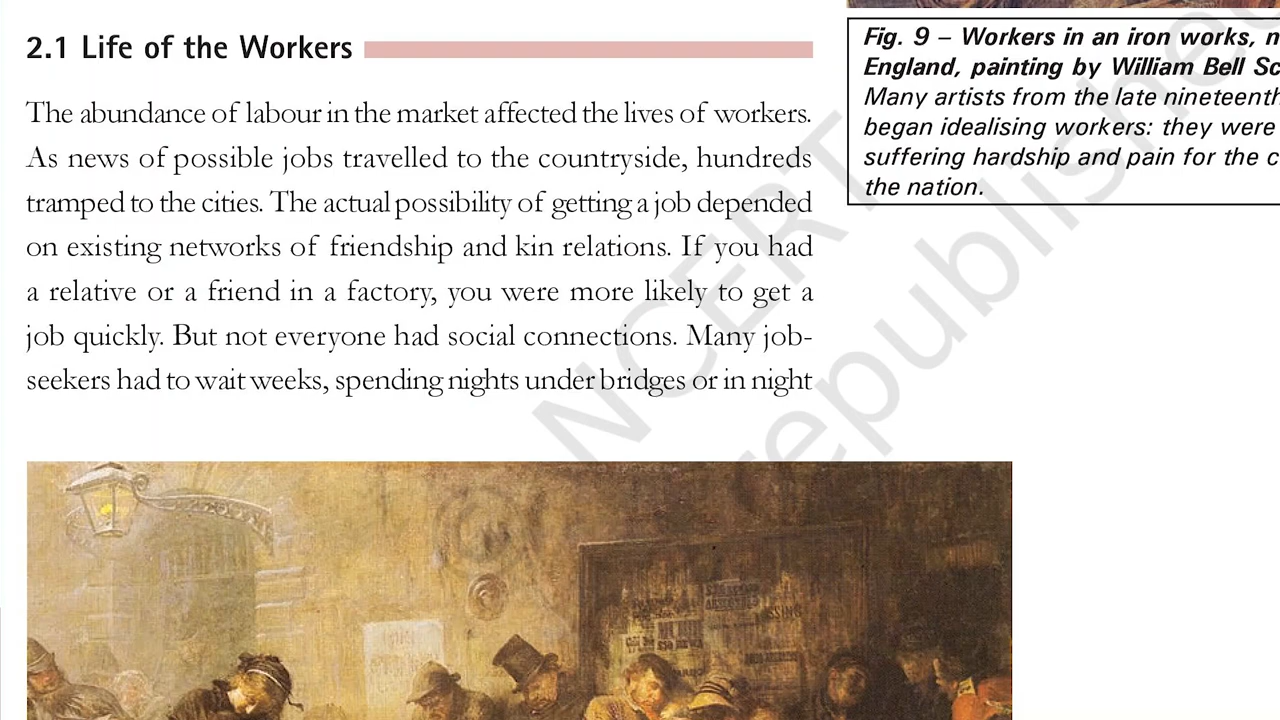 2.1 Life of the Workers
The abundance of labour in the market affected the lives of workers.
As news of possible jobs travelled to the countryside, hundreds
tramped to the cities. The actual possibility of getting a job depended
on existing networks of friendship and kin relations. If you had
a relative or a friend in a factory, you were more likely to get a
job quickly. But not everyone had social connections. Many job-
seekers had to wait weeks, spending nights under bridges or in night
Fig. 9 – Workers in an iron works, n
England, painting by William Bell Sc
Many artists from the late nineteenth
began idealising workers: they were
suffering hardship and pain for the c
the nation.
NCERT
republished